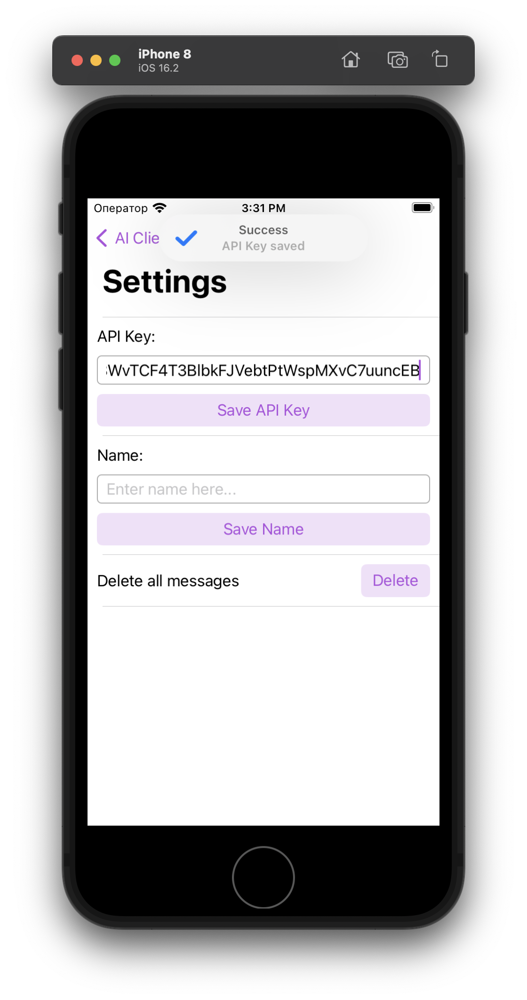 iPhone 8
iOS 16.2
Оператор 3:31 PM
AI Clie
Success
API Key saved
Settings
API Key:
WvTCF4T3BlbkFJVebtPtWspMXvC7uuncEB
Save API Key
Name:
Enter name here...
Save Name
Delete all messages
Delete